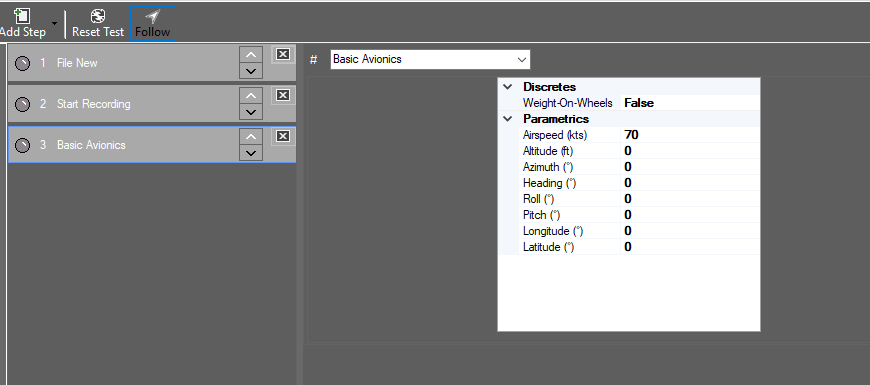 Add Step
Reset Test
Follow
1 File New
2 Start Recording
3 Basic Avionics
# Basic Avionics
Discretes
Weight-On-Wheels False
Parametrics
Airspeed (kts) 70
Altitude (ft) 0
Azimuth (°) 0
Heading (°) 0
Roll (°) 0
Pitch (°) 0
Longitude (°) 0
Latitude (°) 0